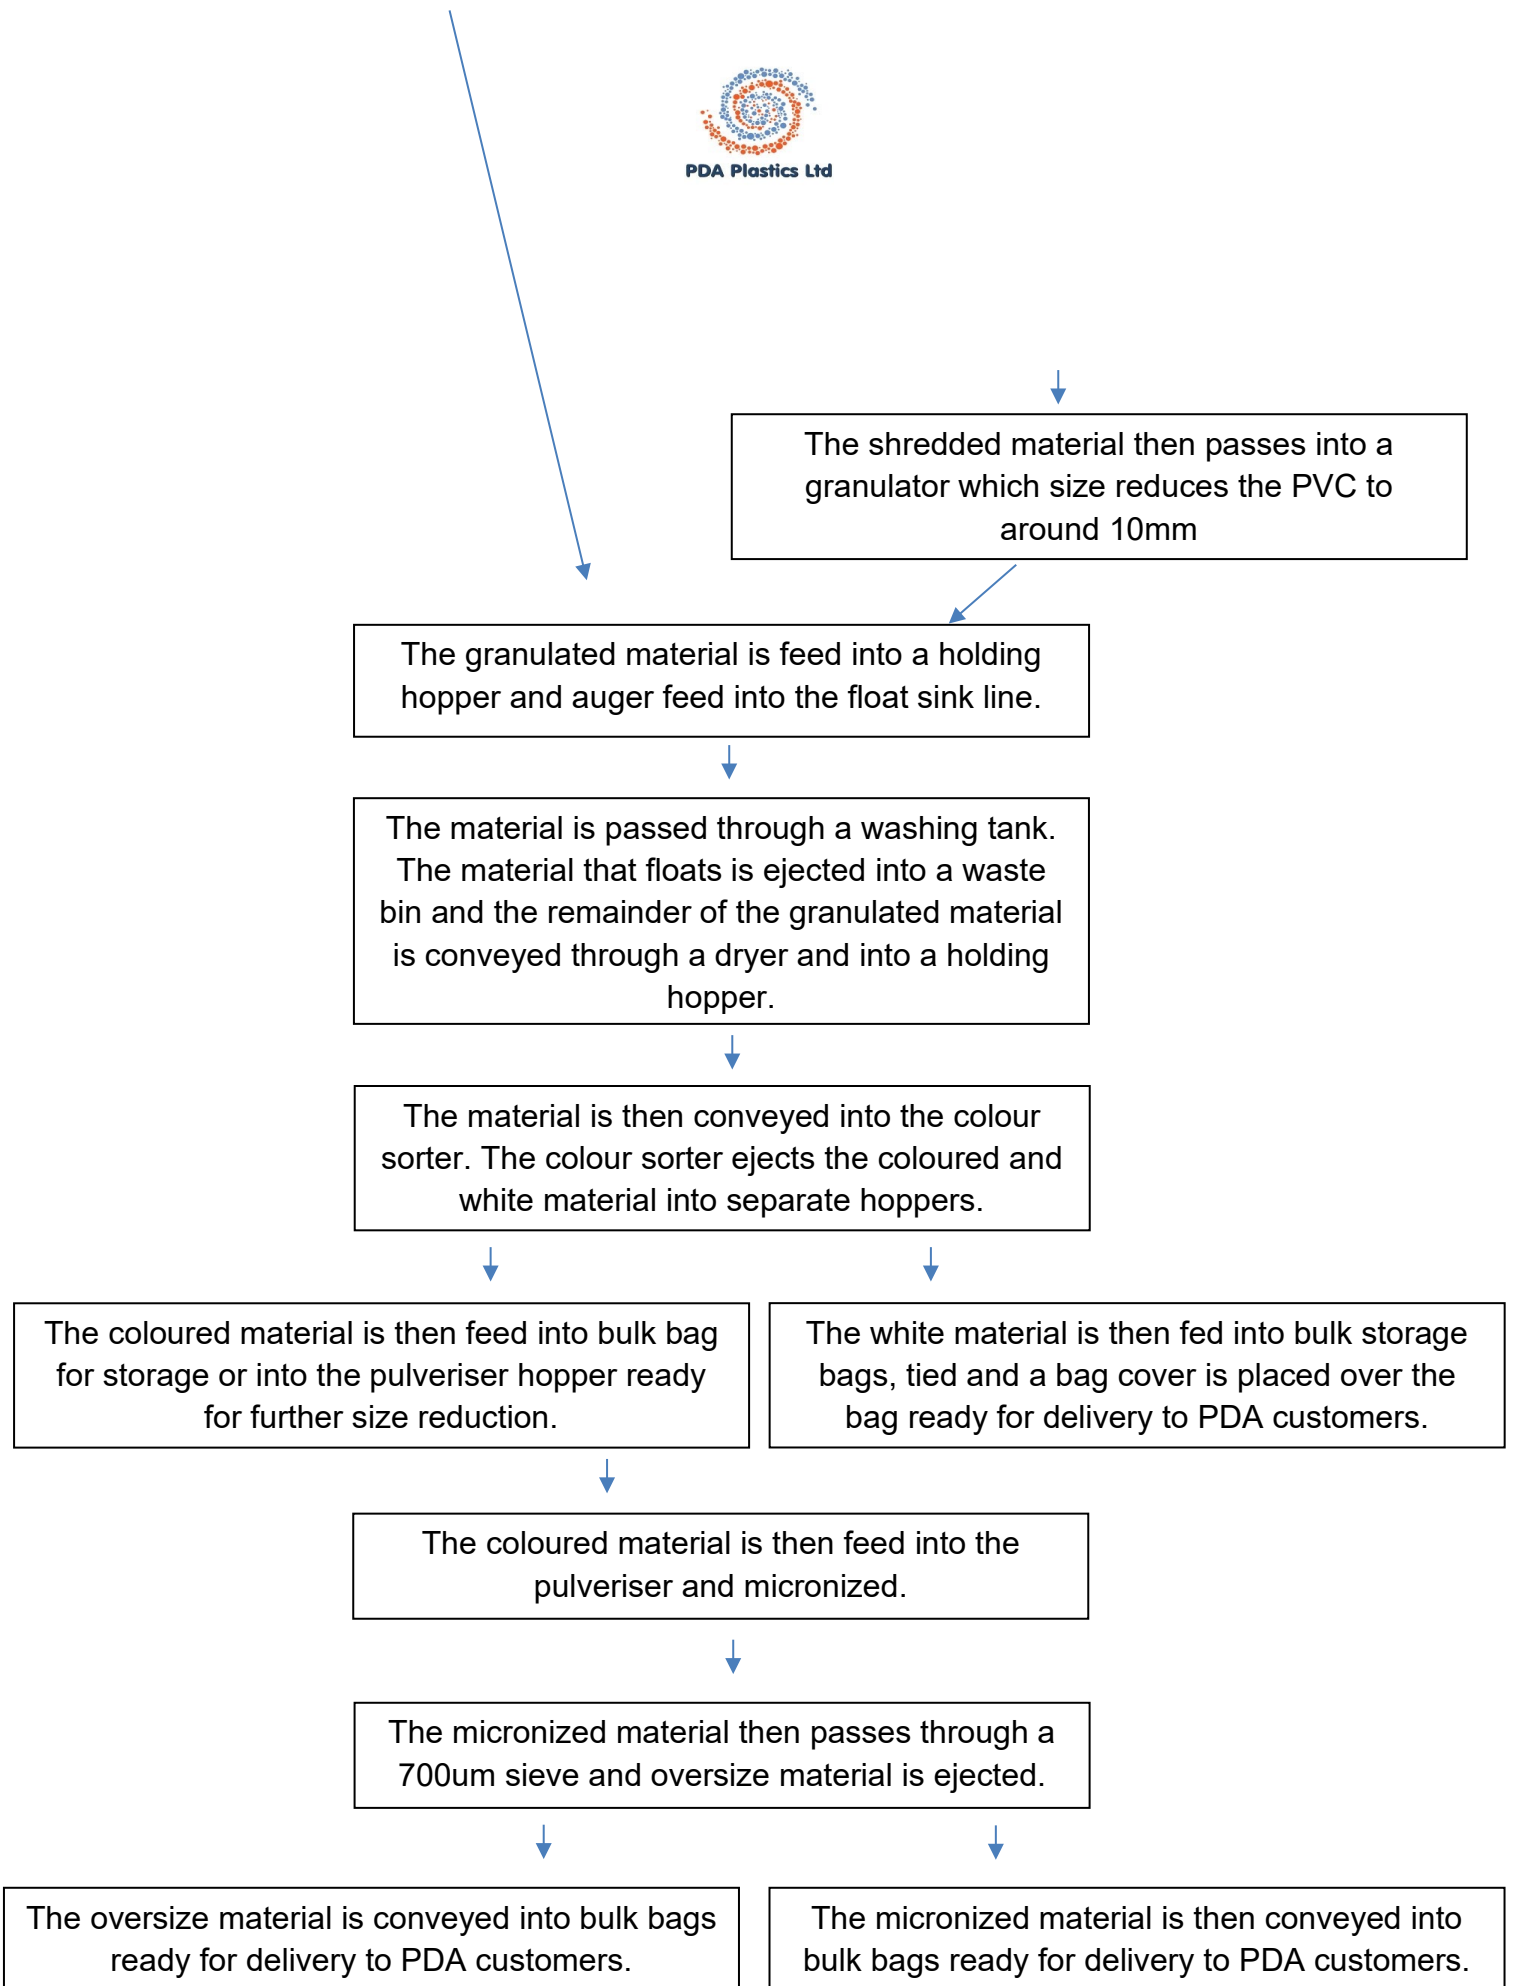 PDA Plastics Ltd
The shredded material then passes into a
granulator which size reduces the PVC to
around 10mm
The granulated material is feed into a holding
hopper and auger feed into the float sink line.
The material is passed through a washing tank.
The material that floats is ejected into a waste
bin and the remainder of the granulated material
is conveyed through a dryer and into a holding
hopper.
The material is then conveyed into the colour
sorter. The colour sorter ejects the coloured and
white material into separate hoppers.
The coloured material is then feed into bulk bag
for storage or into the pulveriser hopper ready
for further size reduction.
The white material is then fed into bulk storage
bags, tied and a bag cover is placed over the
bag ready for delivery to PDA customers.
The coloured material is then feed into the
pulveriser and micronized.
The micronized material then passes through a
700um sieve and oversize material is ejected.
The oversize material is conveyed into bulk bags
ready for delivery to PDA customers.
The micronized material is then conveyed into
bulk bags ready for delivery to PDA customers.